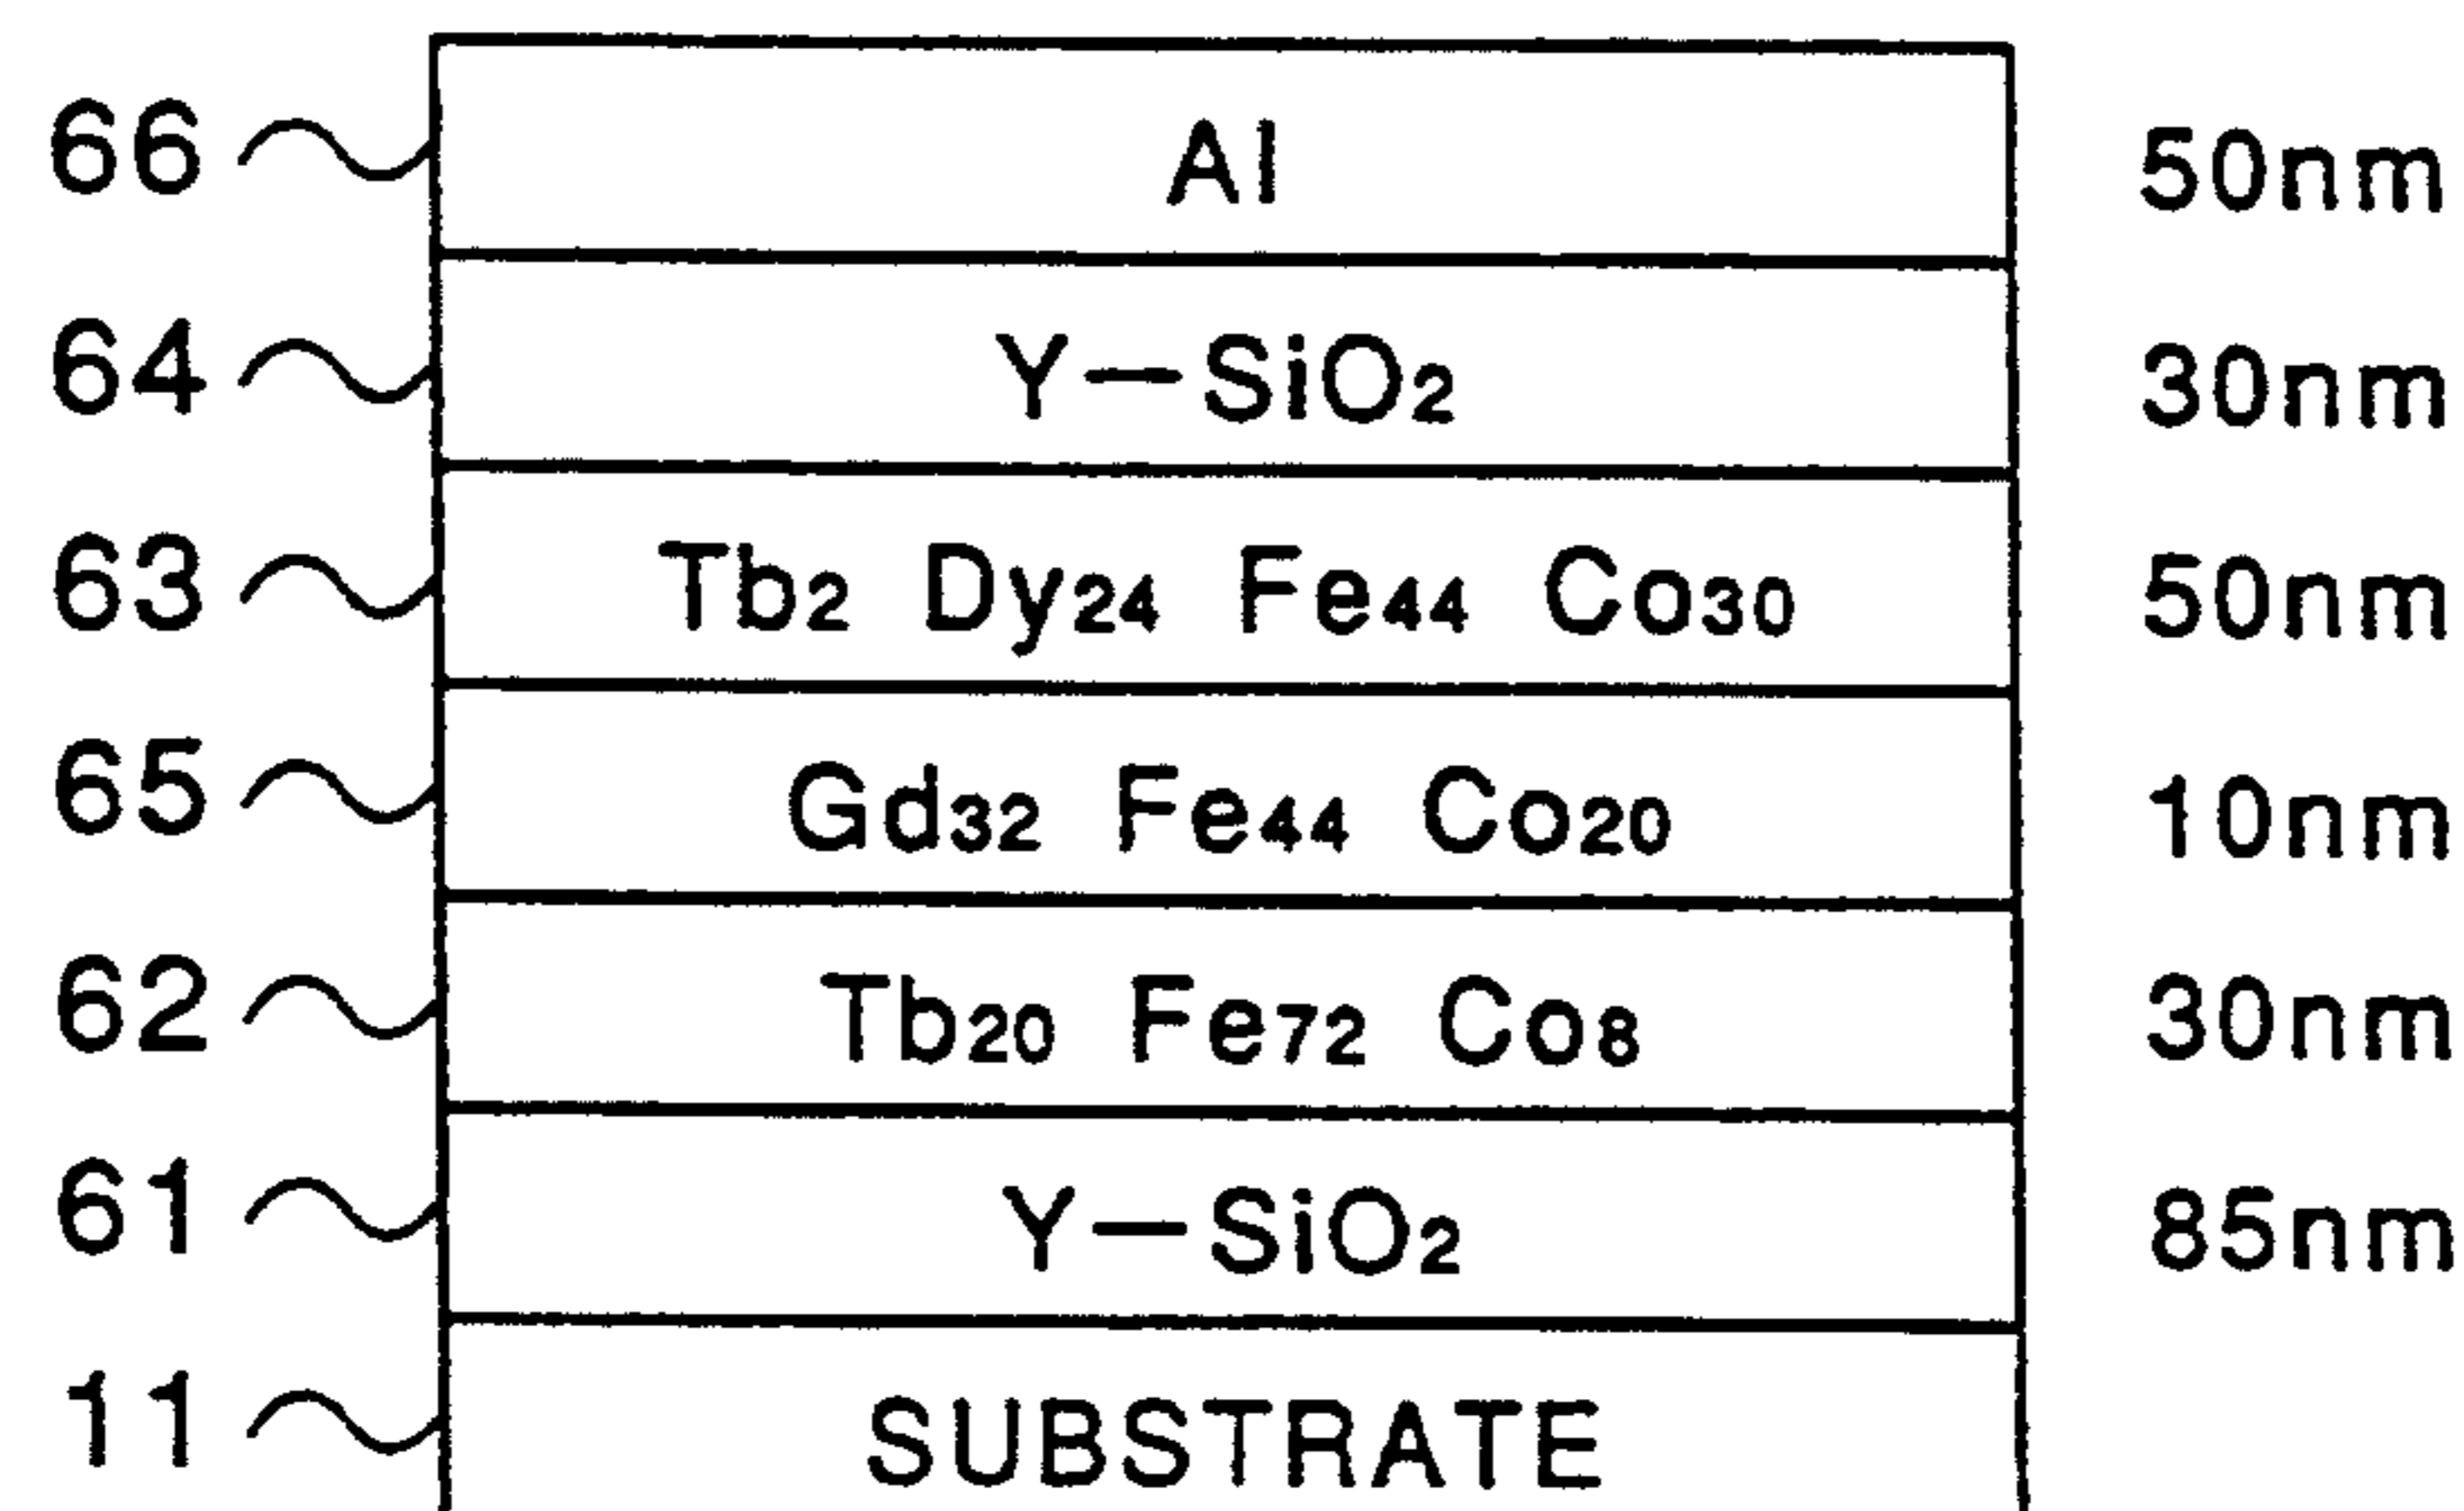 66 Al 50nm
64 Y—SiO₂ 30nm
63 Tb₂ Dy₂₄ Fe₄₄ Co₃₀ 50nm
65 Gd₃₂ Fe₄₄ Co₂₀ 10nm
62 Tb₂₀ Fe₇₂ Co₈ 30nm
61 Y—SiO₂ 85nm
11 SUBSTRATE